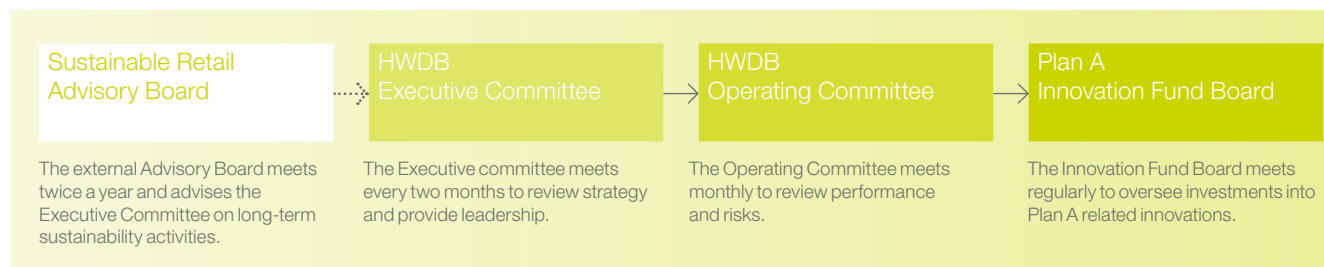 Sustainable Retail
Advisory Board
The external Advisory Board meets
twice a year and advises the
Executive Committee on long-term
sustainability activities.
HWDB
Executive Committee
The Executive committee meets
every two months to review strategy
and provide leadership.
HWDB
Operating Committee
The Operating Committee meets
monthly to review performance
and risks.
Plan A
Innovation Fund Board
The Innovation Fund Board meets
regularly to oversee investments into
Plan A related innovations.